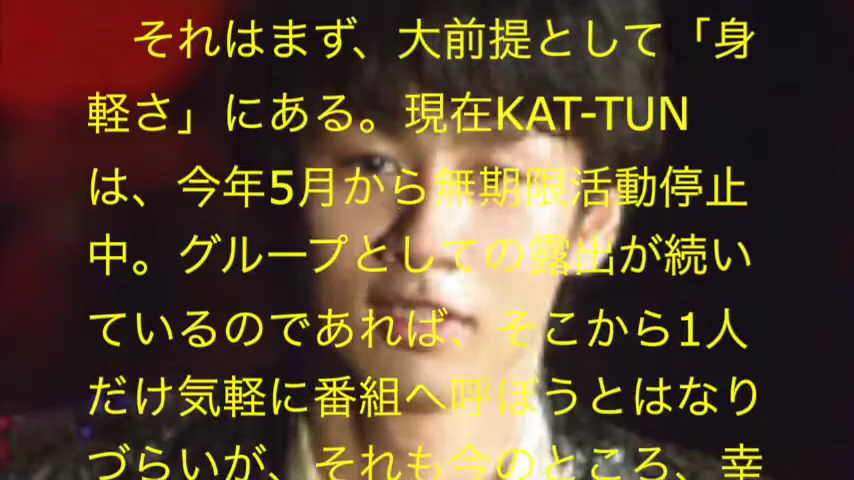 それはまず、大前提として「身
軽さ」にある。現在KAT-TUN
は、今年5月から無期限活動停止
中。グループとしての露出が続い
ているのであれば、そこから1人
だけ気軽に番組へ呼ぼうとはなり
づらいが、それも今のところ、幸